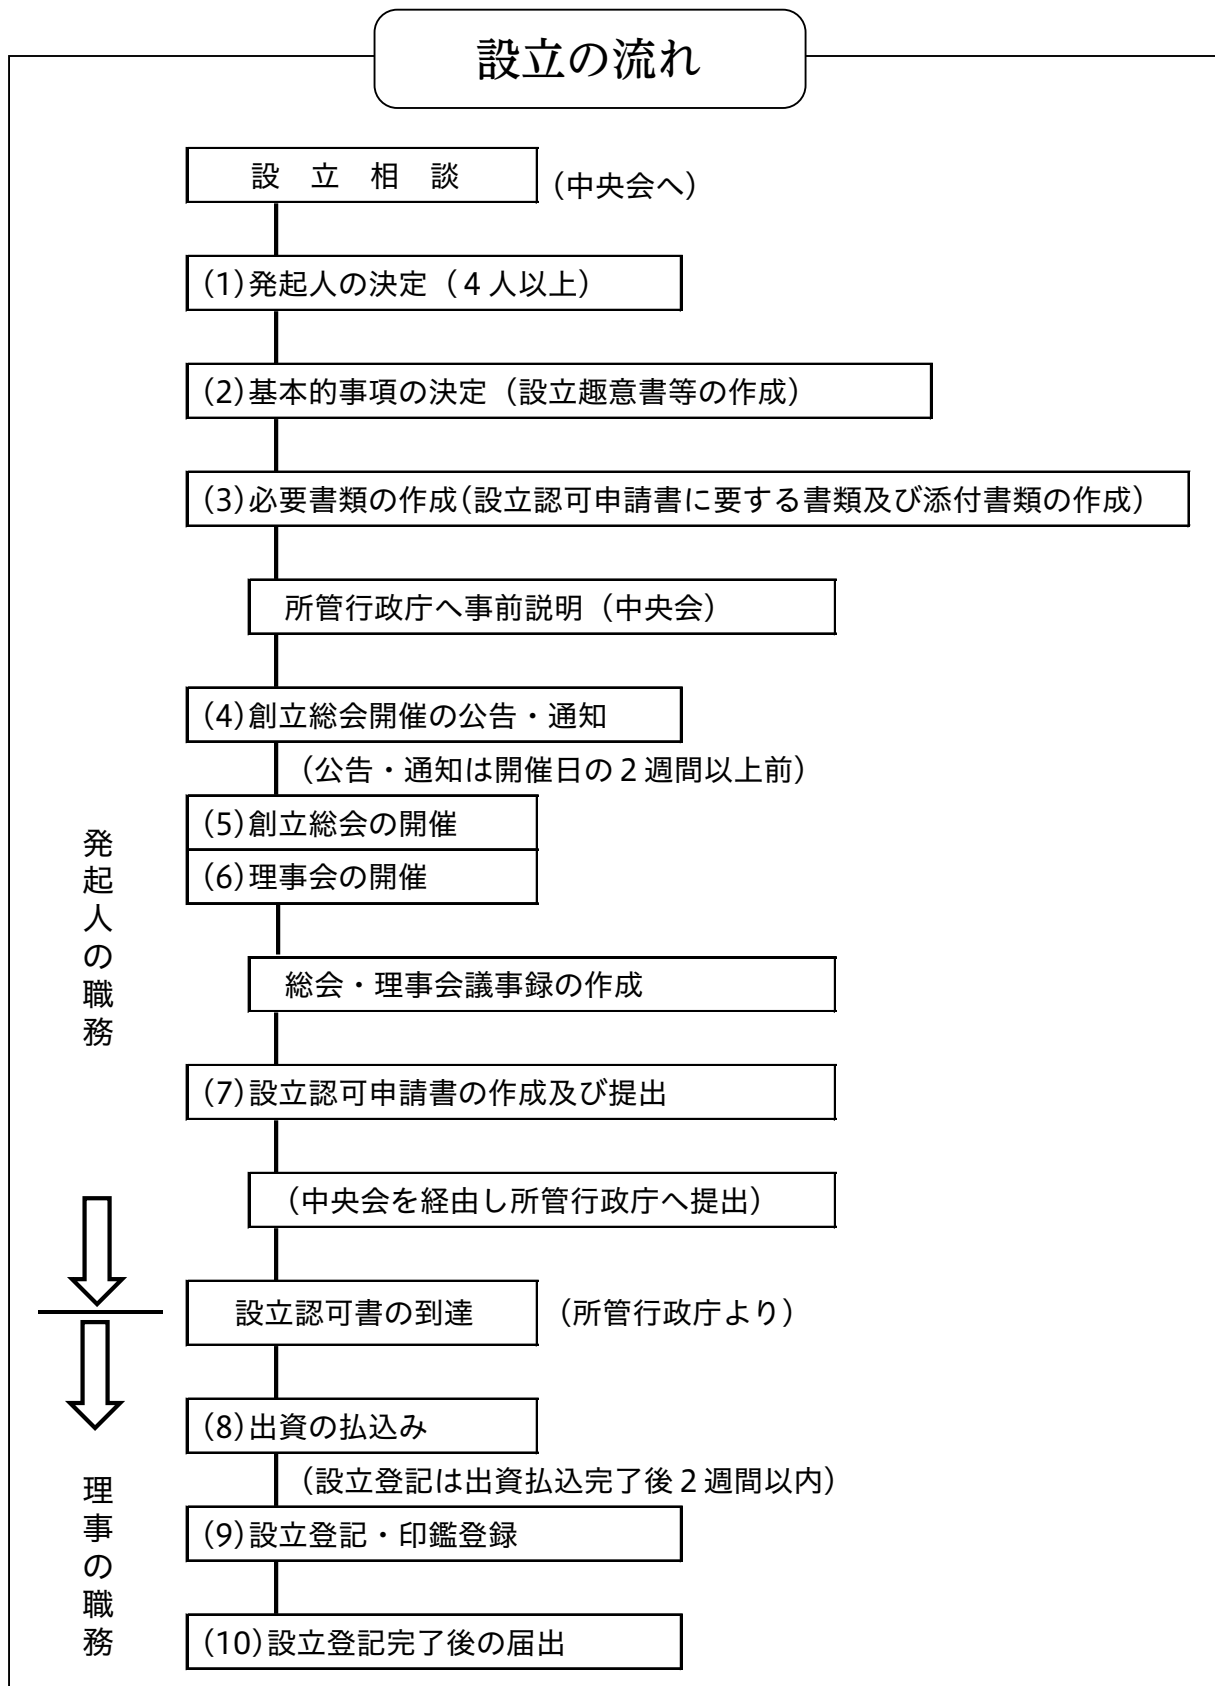 設立の流れ
設 立 相 談
（中央会へ）
(1)発起人の決定（４人以上）
(2)基本的事項の決定（設立趣意書等の作成）
(3)必要書類の作成(設立認可申請書に要する書類及び添付書類の作成）
所管行政庁へ事前説明（中央会）
(4)創立総会開催の公告・通知
（公告・通知は開催日の２週間以上前）
(5)創立総会の開催
(6)理事会の開催
総会・理事会議事録の作成
(7)設立認可申請書の作成及び提出
（中央会を経由し所管行政庁へ提出）
設立認可書の到達
（所管行政庁より）
(8)出資の払込み
（設立登記は出資払込完了後２週間以内）
(9)設立登記・印鑑登録
(10)設立登記完了後の届出
発起人の職務
理事の職務